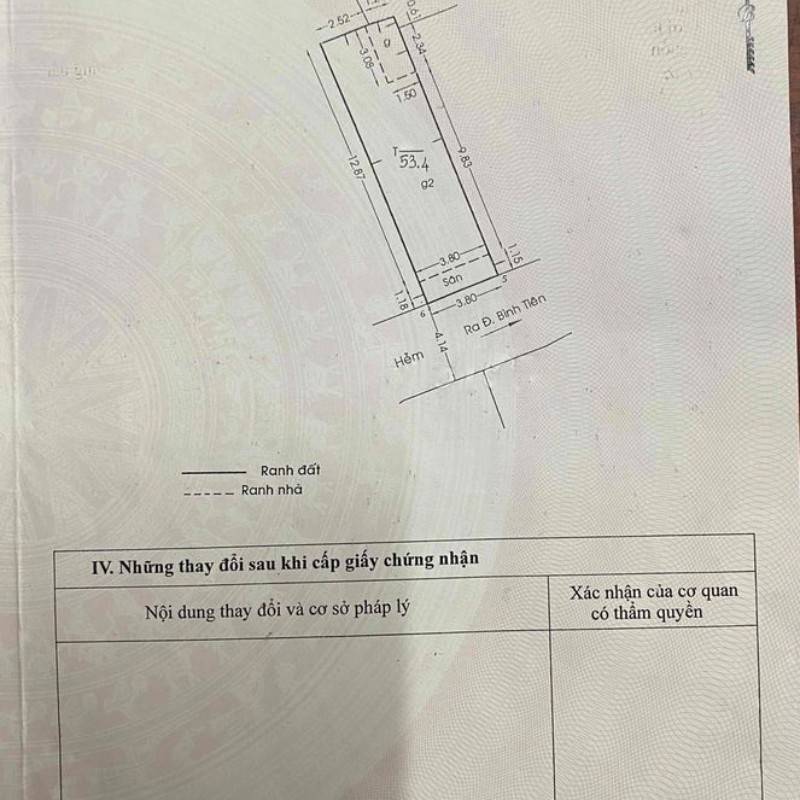 2.52
0.61
2.34
3.08
g
1.50
12.87
T 53.4
9.83
g2
3.80
1.15
Sân
1.18
3.80
5
6
4.14
Ra Đ. Bình Tiên
Hẻm
Ranh đất
Ranh nhà
IV. Những thay đổi sau khi cấp giấy chứng nhận
Nội dung thay đổi và cơ sở pháp lý
Xác nhận của cơ quan
có thẩm quyền